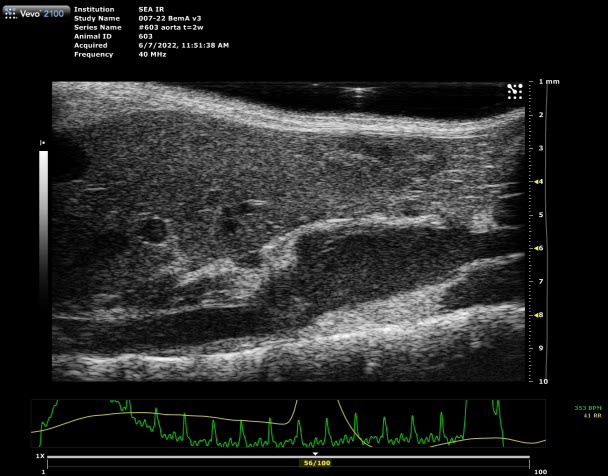 Vevo 2100
Institution SEA IR
Study Name 007-22 BemA v3
Series Name #603 aorta t=2w
Animal ID 603
Acquired 6/7/2022, 11:51:38 AM
Frequency 40 MHz
1 mm
2
3
4
5
6
7
8
9
10
353 BPM
41 RR
1X
56/100
1
100